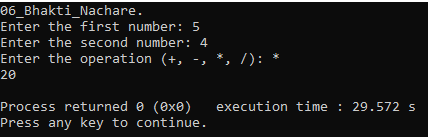 06_Bhakti_Nachare.
Enter the first number: 5
Enter the second number: 4
Enter the operation (+, -, *, /): *
20
Process returned 0 (0x0)   execution time : 29.572 s
Press any key to continue.